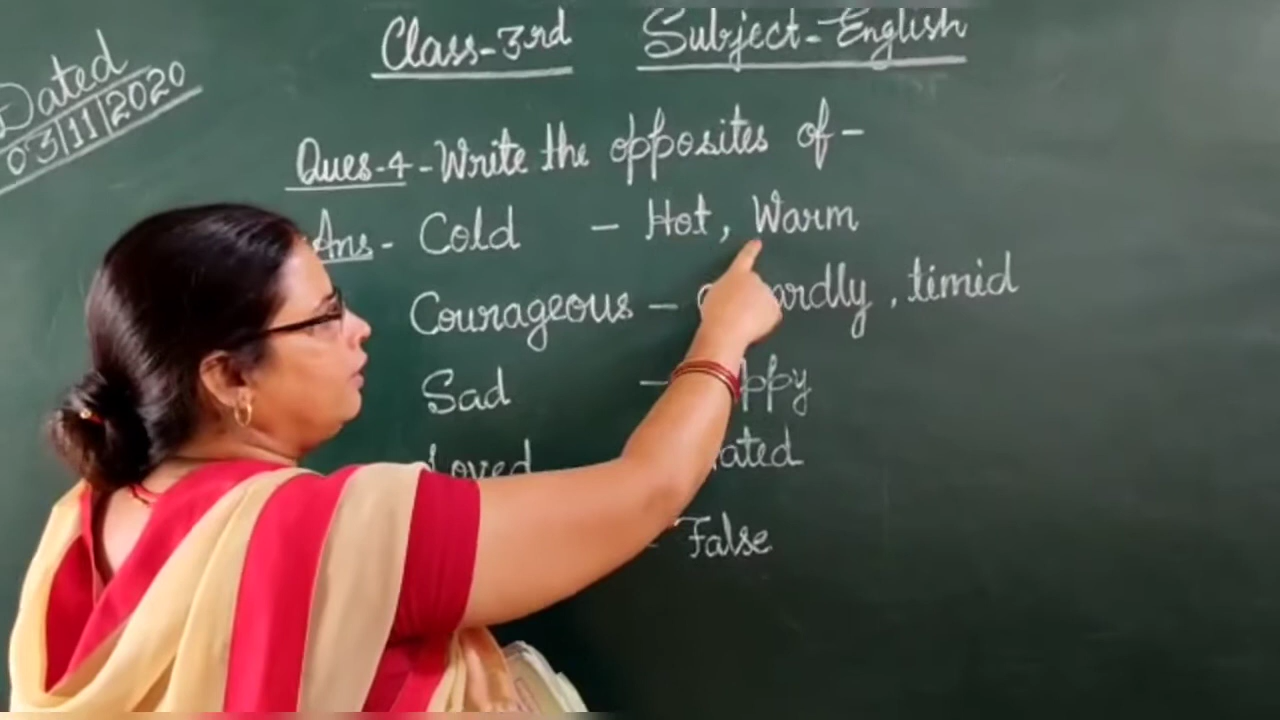 Class-3rd Subject-English
Dated
03/11/2020
Ques-4-Write the opposites of-
Ans- Cold - Hot, Warm
Courageous - , timid
Sad -
Loved
- False